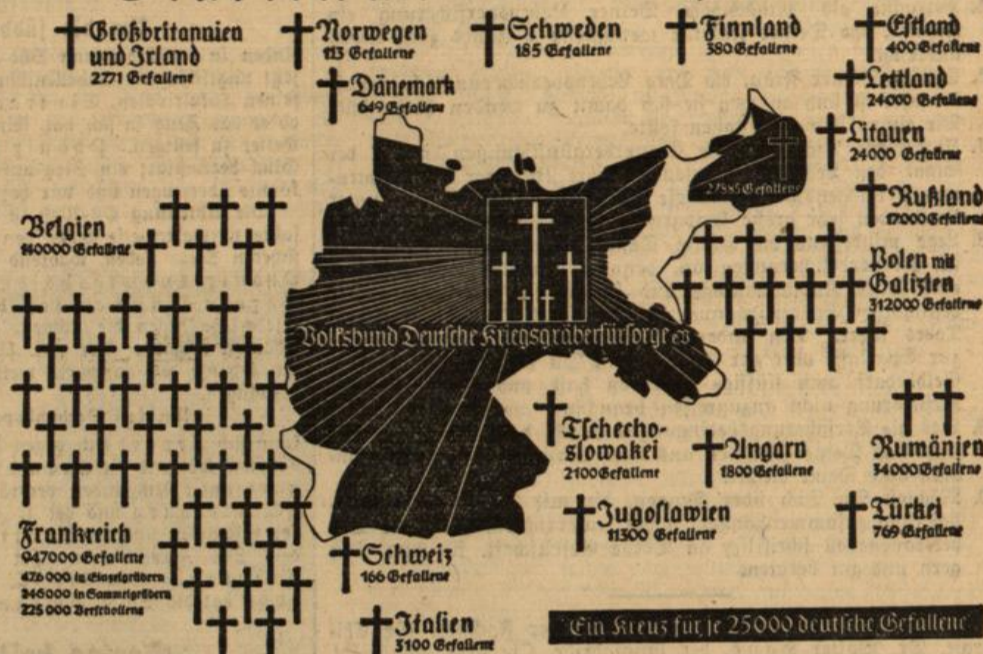 Großbritannien
und Irland
2771 Gefallene
Norwegen
113 Gefallene
Schweden
185 Gefallene
Finnland
380 Gefallene
Estland
400 Gefallene
Dänemark
649 Gefallene
Lettland
24000 Gefallene
Litauen
24000 Gefallene
27885 Gefallene
Rußland
17000 Gefallene
Belgien
140000 Gefallene
Polen mit
Galizien
312000 Gefallene
Volksbund Deutsche Kriegsgräberfürsorge e.V.
Tschecho-
slowakei
2100 Gefallene
Ungarn
1800 Gefallene
Rumänien
34000 Gefallene
Frankreich
947000 Gefallene
476000 in Einzelgräbern
246000 in Sammelgräbern
225000 Verschollene
Jugoslawien
11300 Gefallene
Türkei
769 Gefallene
Schweiz
166 Gefallene
Italien
3100 Gefallene
Ein Kreuz für je 25000 deutsche Gefallene